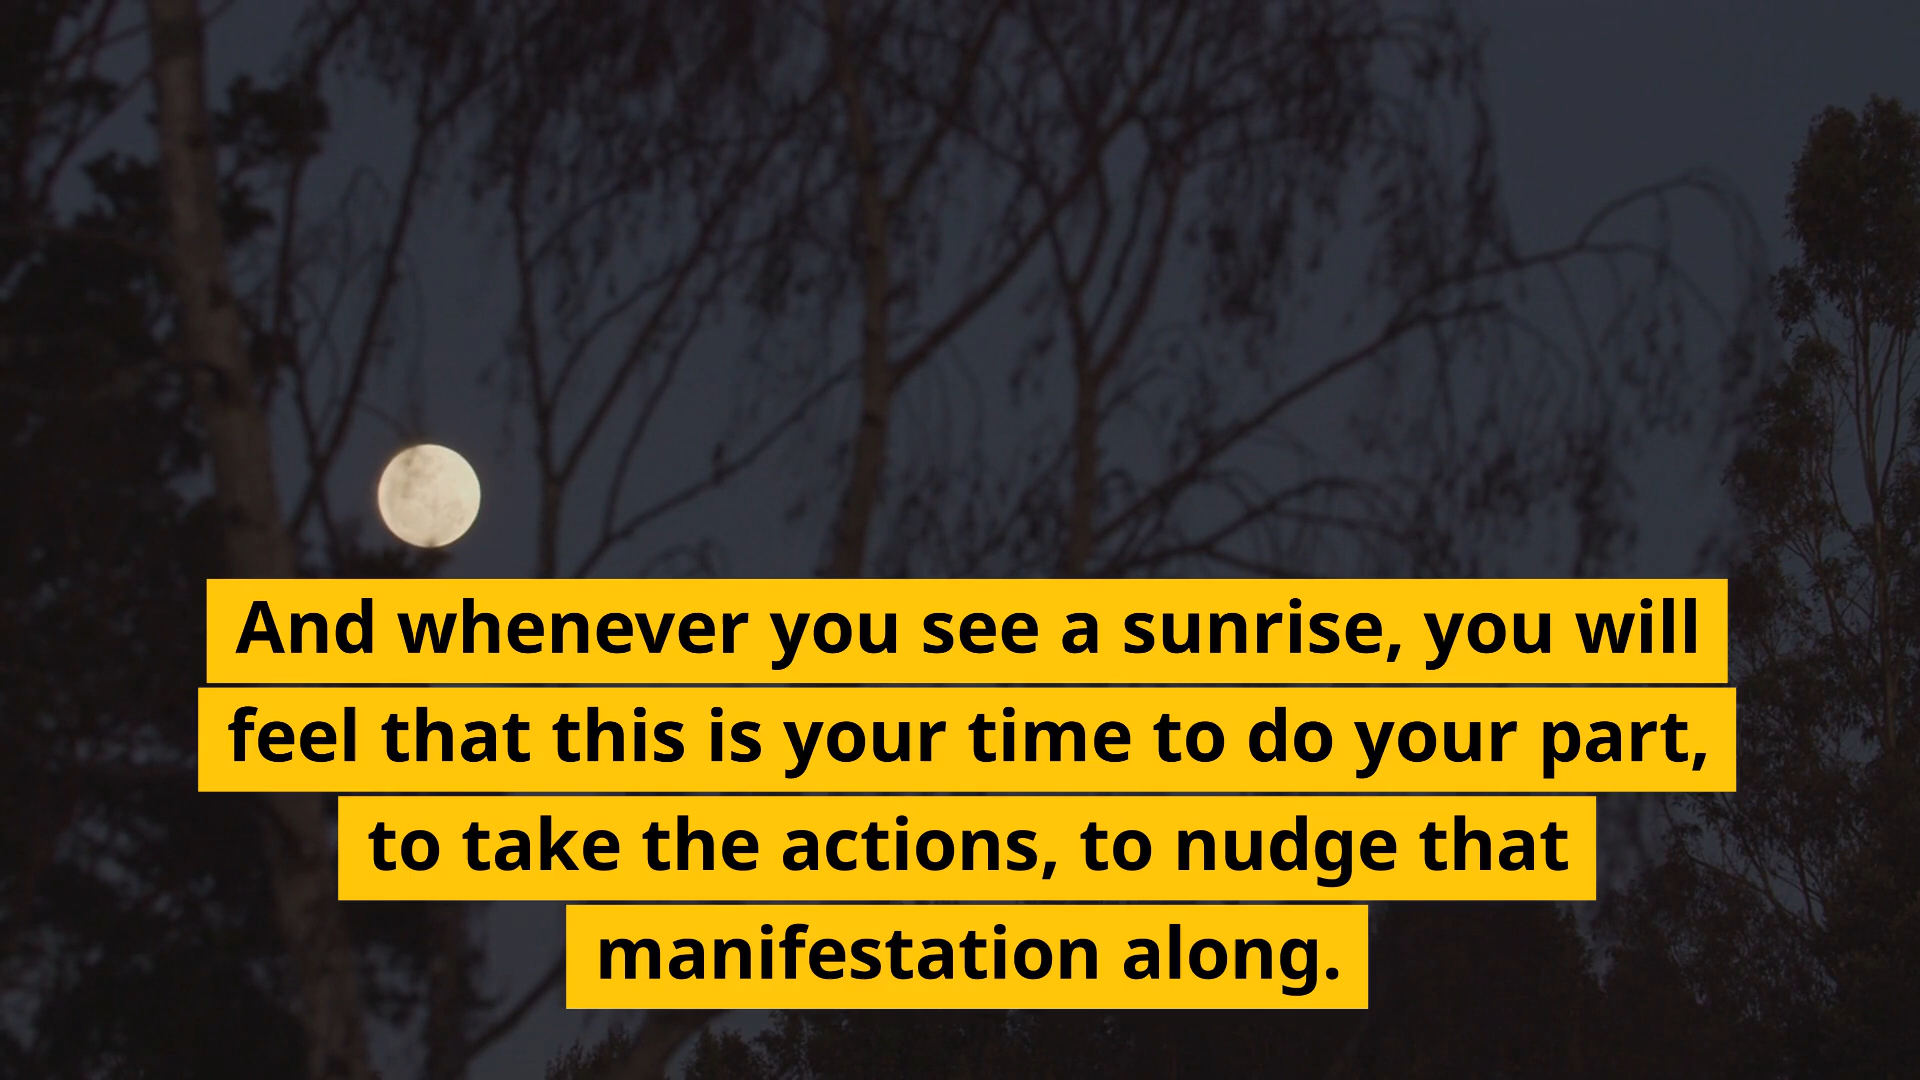 And whenever you see a sunrise, you will
feel that this is your time to do your part,
to take the actions, to nudge that
manifestation along.